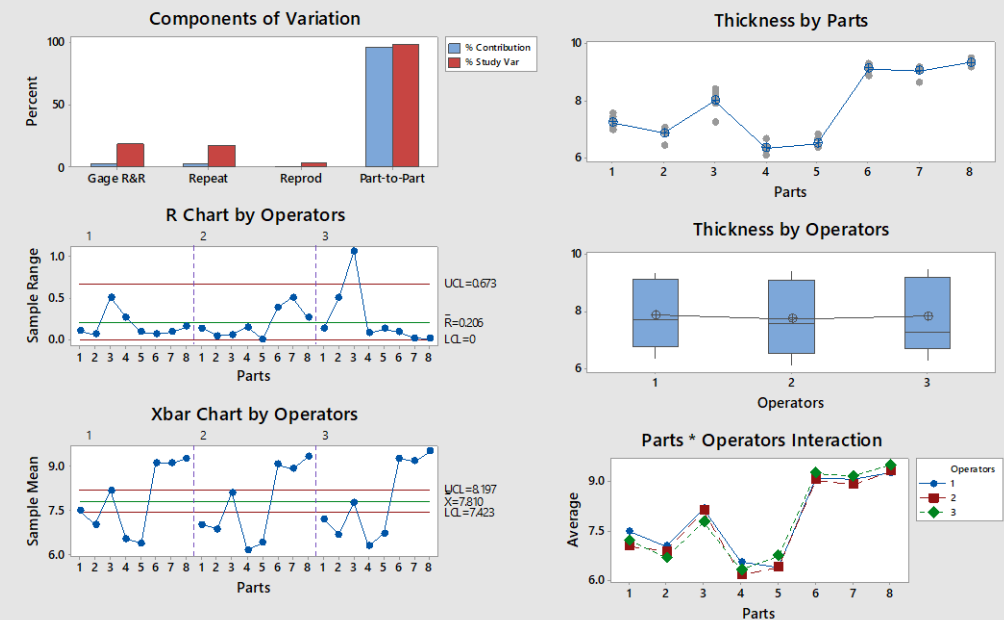 Components of Variation
100
50
0
Percent
Gage R&R Repeat Reprod Part-to-Part
% Contribution
% Study Var
R Chart by Operators
1 2 3
1.0
0.5
0.0
Sample Range
UCL=0.673
R=0.206
LCL=0
1 2 3 4 5 6 7 8 1 2 3 4 5 6 7 8 1 2 3 4 5 6 7 8
Parts
Xbar Chart by Operators
1 2 3
9.0
7.5
6.0
Sample Mean
UCL=8.197
X=7.810
LCL=7.423
1 2 3 4 5 6 7 8 1 2 3 4 5 6 7 8 1 2 3 4 5 6 7 8
Parts
Thickness by Parts
10
8
6
1 2 3 4 5 6 7 8
Parts
Thickness by Operators
10
8
6
1 2 3
Operators
Parts * Operators Interaction
9.0
7.5
6.0
Average
1 2 3 4 5 6 7 8
Parts
Operators
1
2
3